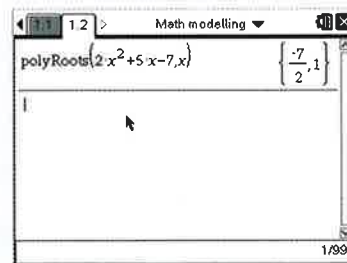 1.1 1.2 Math modelling
polyRoots(2·x²+5·x-7,x) {-7/2,1}
1/99